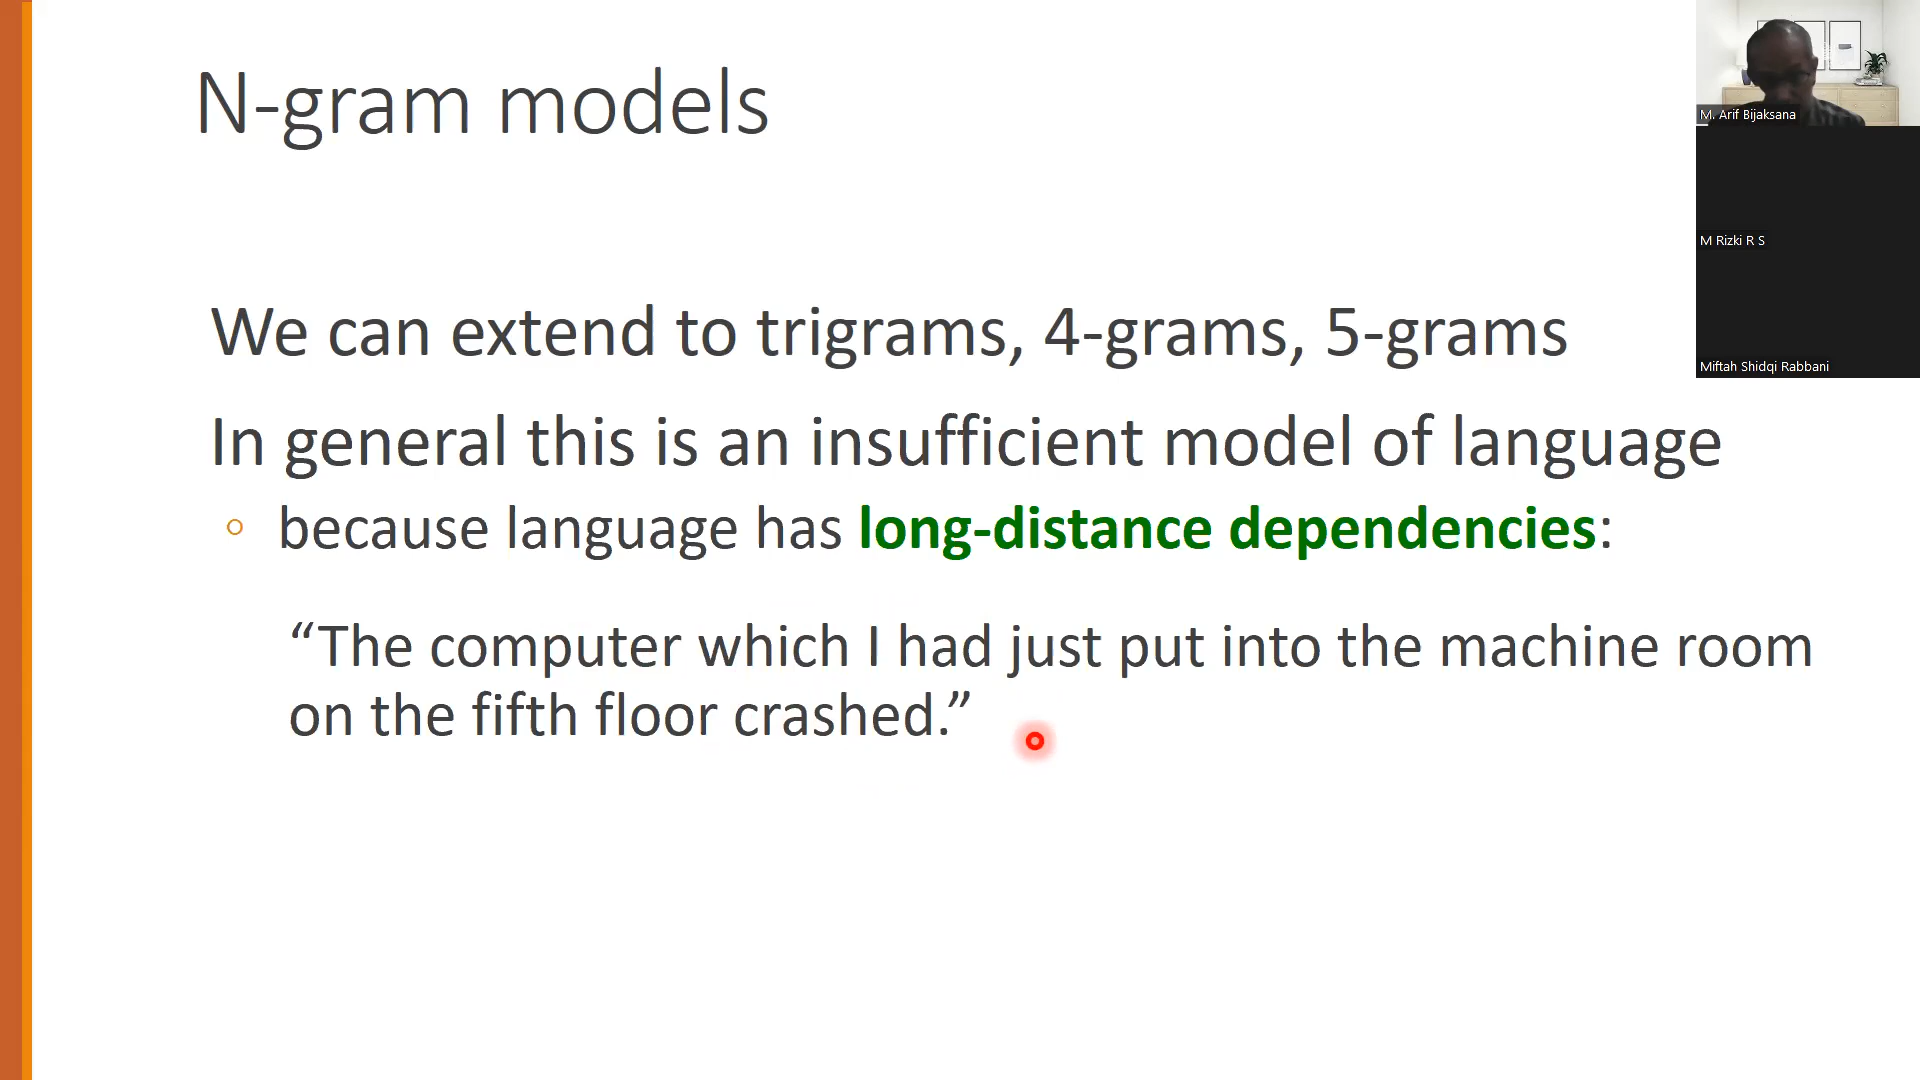 N-gram models
We can extend to trigrams, 4-grams, 5-grams
In general this is an insufficient model of language
because language has long-distance dependencies:
“The computer which I had just put into the machine room
on the fifth floor crashed.”
M. Arif Bijaksana
M Rizki R S
Miftah Shidqi Rabbani